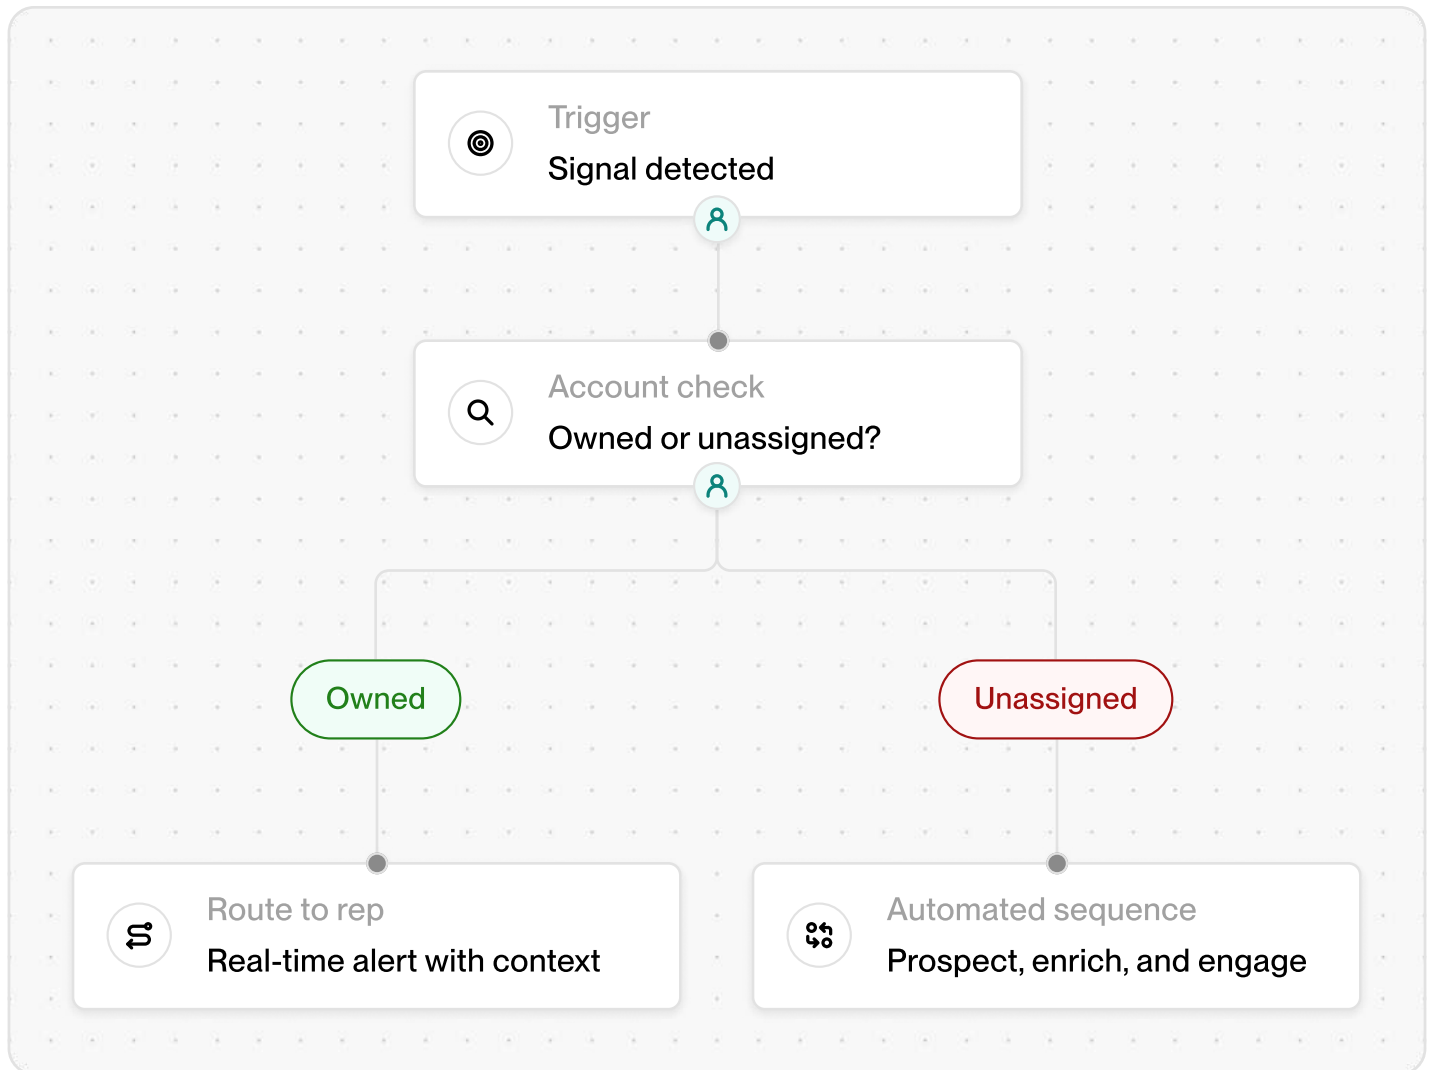 Trigger
Signal detected
Account check
Owned or unassigned?
Owned
Unassigned
Route to rep
Real-time alert with context
Automated sequence
Prospect, enrich, and engage